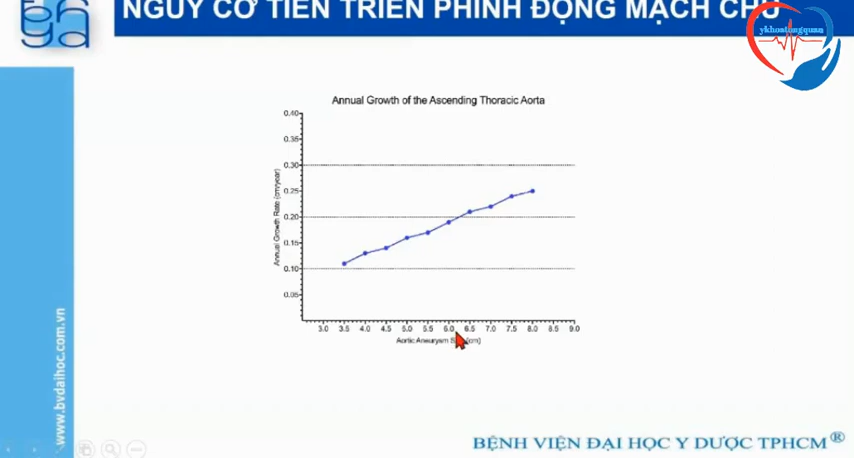 NGUY CƠ TIẾN TRIỂN PHÌNH ĐỘNG MẠCH CHỦ
ykhoatongquan
Annual Growth of the Ascending Thoracic Aorta
Annual Growth Rate (cm/year)
0.40
0.35
0.30
0.25
0.20
0.15
0.10
0.05
3.0 3.5 4.0 4.5 5.0 5.5 6.0 6.5 7.0 7.5 8.0 8.5 9.0
Aortic Aneurysm (cm)
www.bvdaihoc.com.vn
BỆNH VIỆN ĐẠI HỌC Y DƯỢC TPHCM®